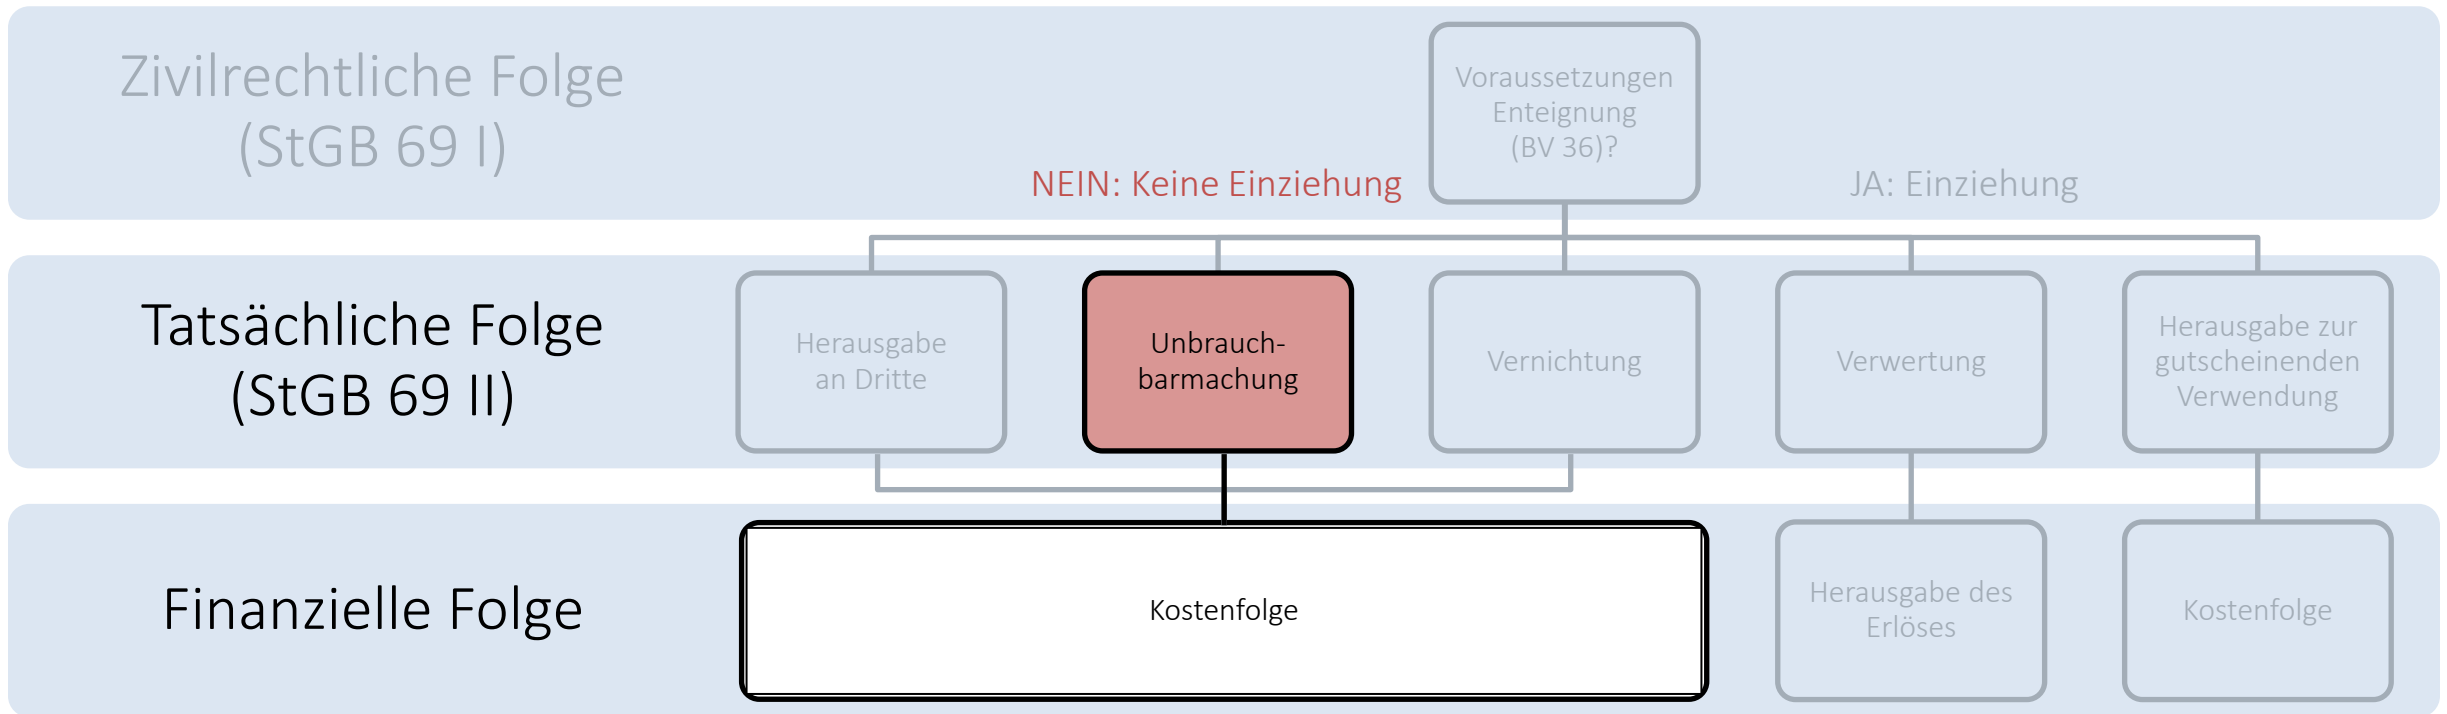 Zivilrechtliche Folge
(StGB 69 I)
Voraussetzungen
Enteignung
(BV 36)?
NEIN: Keine Einziehung
JA: Einziehung
Tatsächliche Folge
(StGB 69 II)
Herausgabe
an Dritte
Unbrauch-
barmachung
Vernichtung
Verwertung
Herausgabe zur
gutscheinenden
Verwendung
Finanzielle Folge
Kostenfolge
Herausgabe des
Erlöses
Kostenfolge